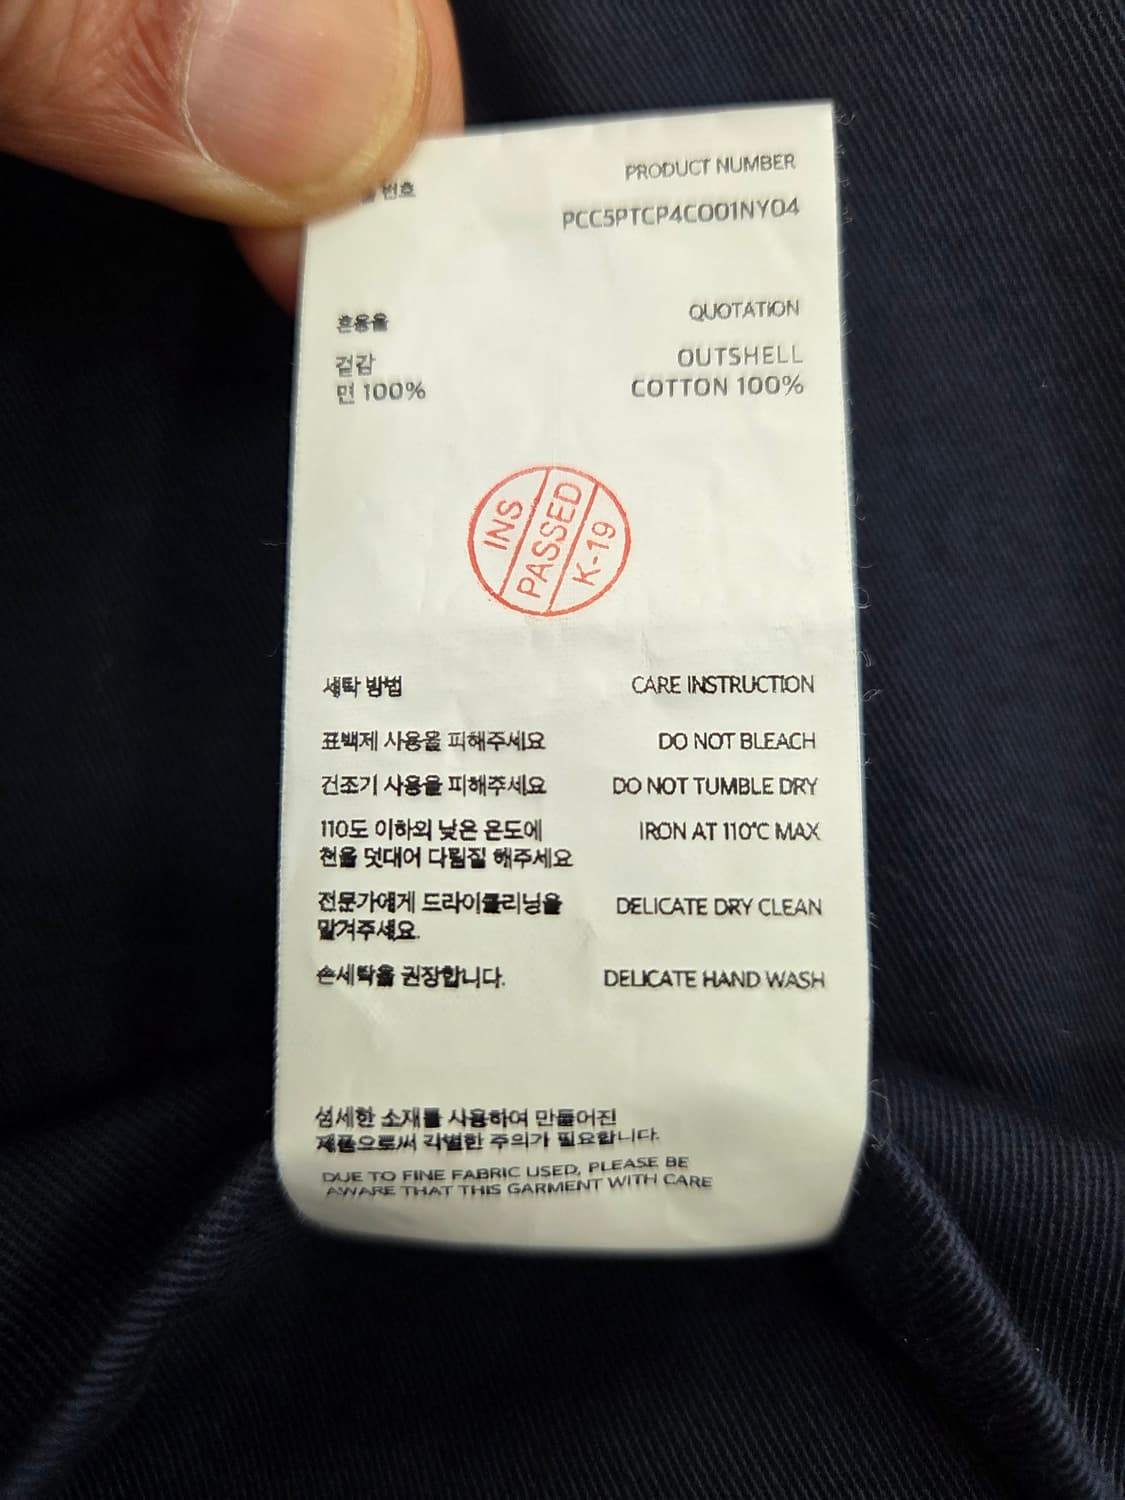 번호 PRODUCT NUMBER
PCC5PTCP4C001NY04
혼용율 QUOTATION
겉감 OUTSHELL
면 100% COTTON 100%
INS
PASSED
K-19
세탁 방법 CARE INSTRUCTION
표백제 사용을 피해주세요 DO NOT BLEACH
건조기 사용을 피해주세요 DO NOT TUMBLE DRY
110도 이하의 낮은 온도에 IRON AT 110°C MAX
천을 덧대어 다림질 해주세요
전문가에게 드라이클리닝을 DELICATE DRY CLEAN
맡겨주세요.
손세탁을 권장합니다. DELICATE HAND WASH
섬세한 소재를 사용하여 만들어진
제품으로써 각별한 주의가 필요합니다.
DUE TO FINE FABRIC USED, PLEASE BE
AWARE THAT THIS GARMENT WITH CARE